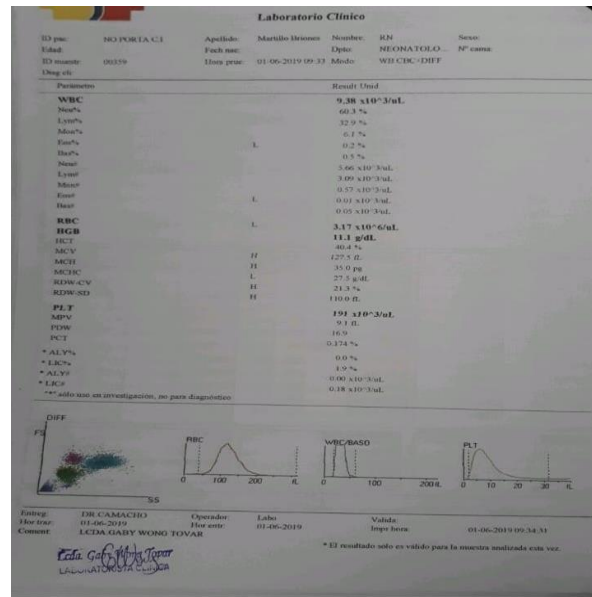 Laboratorio Clínico
ID pac: NO PORTA C.I Apellido: Martillo Briones Nombre: RN Sexo:
Edad: Fech nac: Dpto: NEONATOLO... Nº cama:
ID muestr: 00359 Hora prue: 01-06-2019 09:33 Modo: WB CBC+DIFF
Diag clí:
Parámetro Result Unid
WBC 9.38 x10^3/uL
Neu% 60.3 %
Lym% 32.9 %
Mon% 6.1 %
Eos% L 0.2 %
Bas% 0.5 %
Neu# 5.66 x10^3/uL
Lym# 3.09 x10^3/uL
Mon# 0.57 x10^3/uL
Eos# L 0.01 x10^3/uL
Bas# 0.05 x10^3/uL
RBC L 3.17 x10^6/uL
HGB 11.1 g/dL
HCT 40.4 %
MCV H 127.5 fL
MCH H 35.0 pg
MCHC L 27.5 g/dL
RDW-CV H 21.3 %
RDW-SD H 110.0 fL
PLT 191 x10^3/uL
MPV 9.1 fL
PDW 16.9
PCT 0.174 %
* ALY% 0.0 %
* LIC% 1.9 %
* ALY# 0.00 x10^3/uL
* LIC# 0.18 x10^3/uL
"*" sólo uso en investigación, no para diagnóstico
DIFF
FS
SS
RBC
0 100 200 fL
WBC/BASO
0 100 200 fL
PLT
0 10 20 30 fL
Entreg: DR CAMACHO Operador: Labo Valida:
Hor traz: 01-06-2019 Hor entr: 01-06-2019 Impr hora: 01-06-2019 09:34:31
Coment: LCDA.GABY WONG TOVAR
* El resultado solo es válido para la muestra analizada esta vez.
Lcda. Gaby Wong Tovar
LABORATORISTA CLINICA